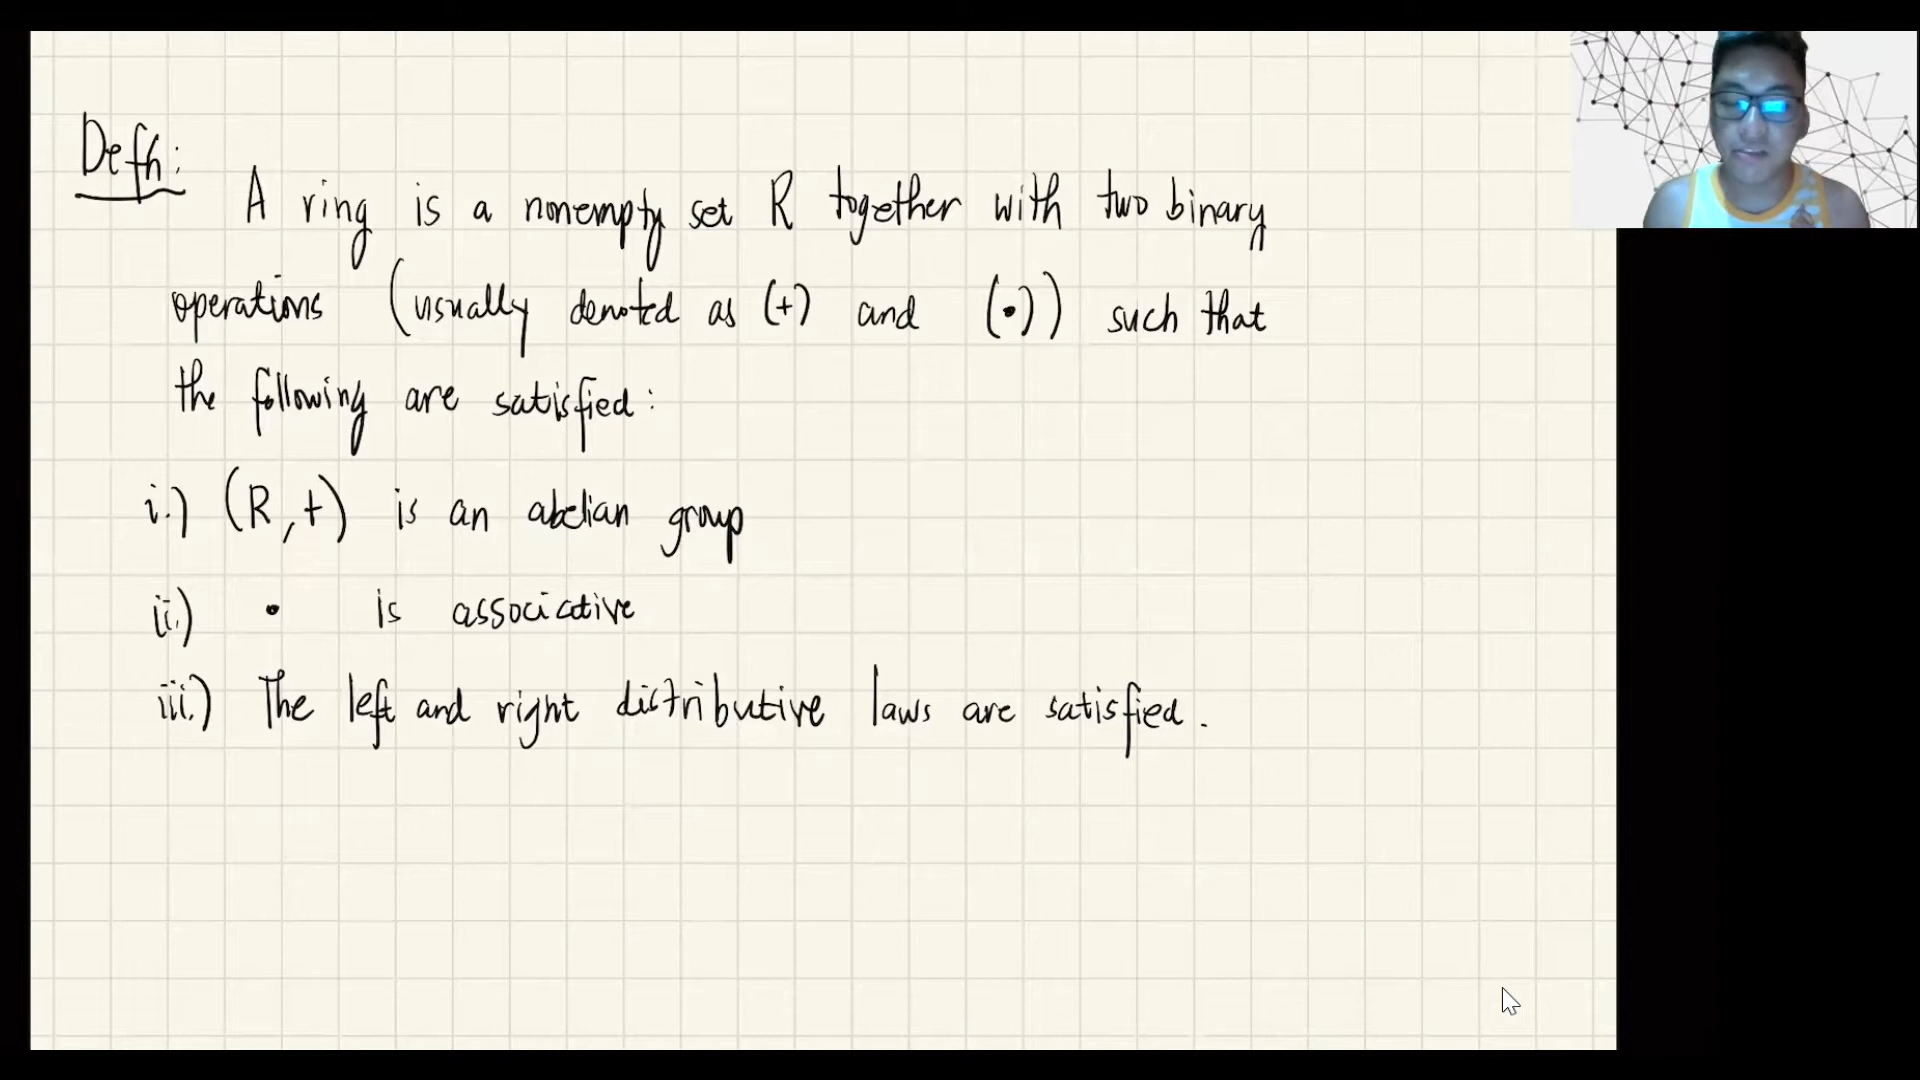 Defn:
A ring is a nonempty set R together with two binary
operations (usually denoted as (+) and (•)) such that
the following are satisfied:
i.) (R,+) is an abelian group
ii.) • is associative
iii.) The left and right distributive laws are satisfied.